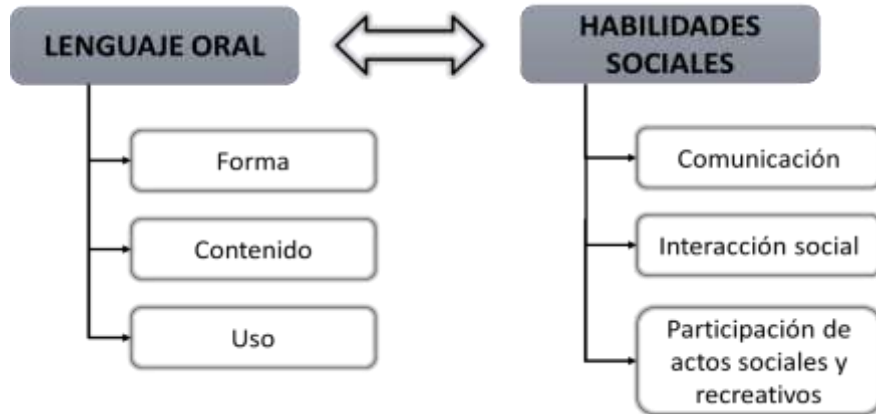 LENGUAJE ORAL
Forma
Contenido
Uso
HABILIDADES
SOCIALES
Comunicación
Interacción social
Participación de
actos sociales y
recreativos